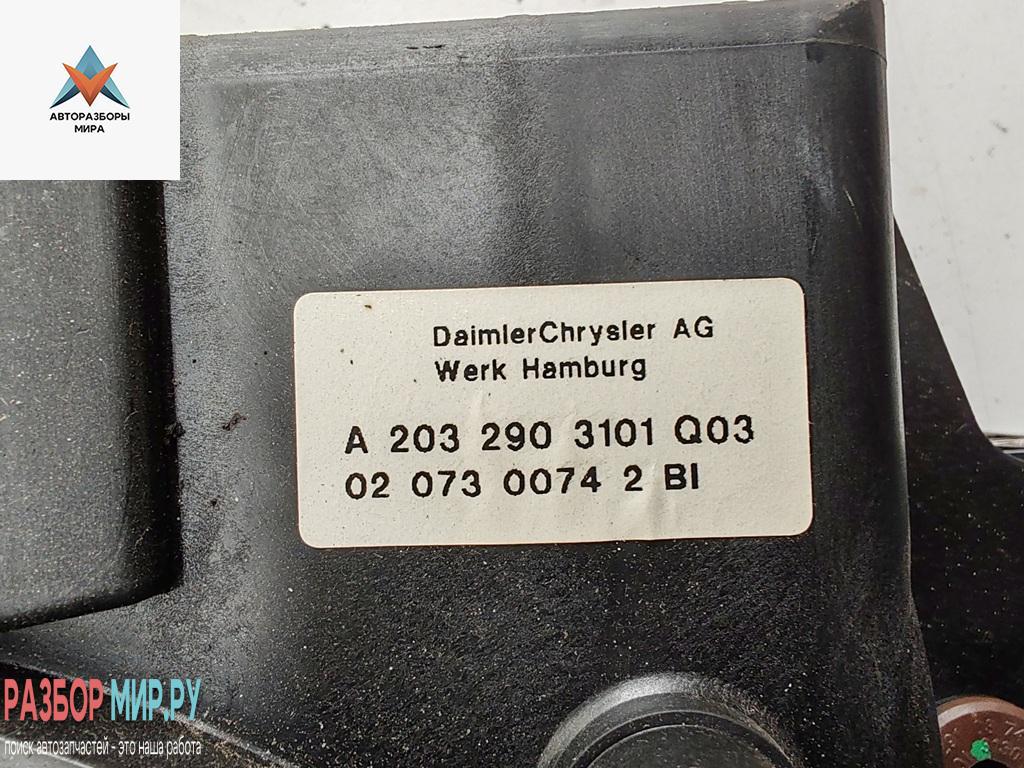 АВТОРАЗБОРЫ
МИРА
DaimlerChrysler AG
Werk Hamburg
A 203 290 3101 Q03
02 073 0074 2 BI
РАЗБОР МИР.РУ
поиск автозапчастей - это наша работа